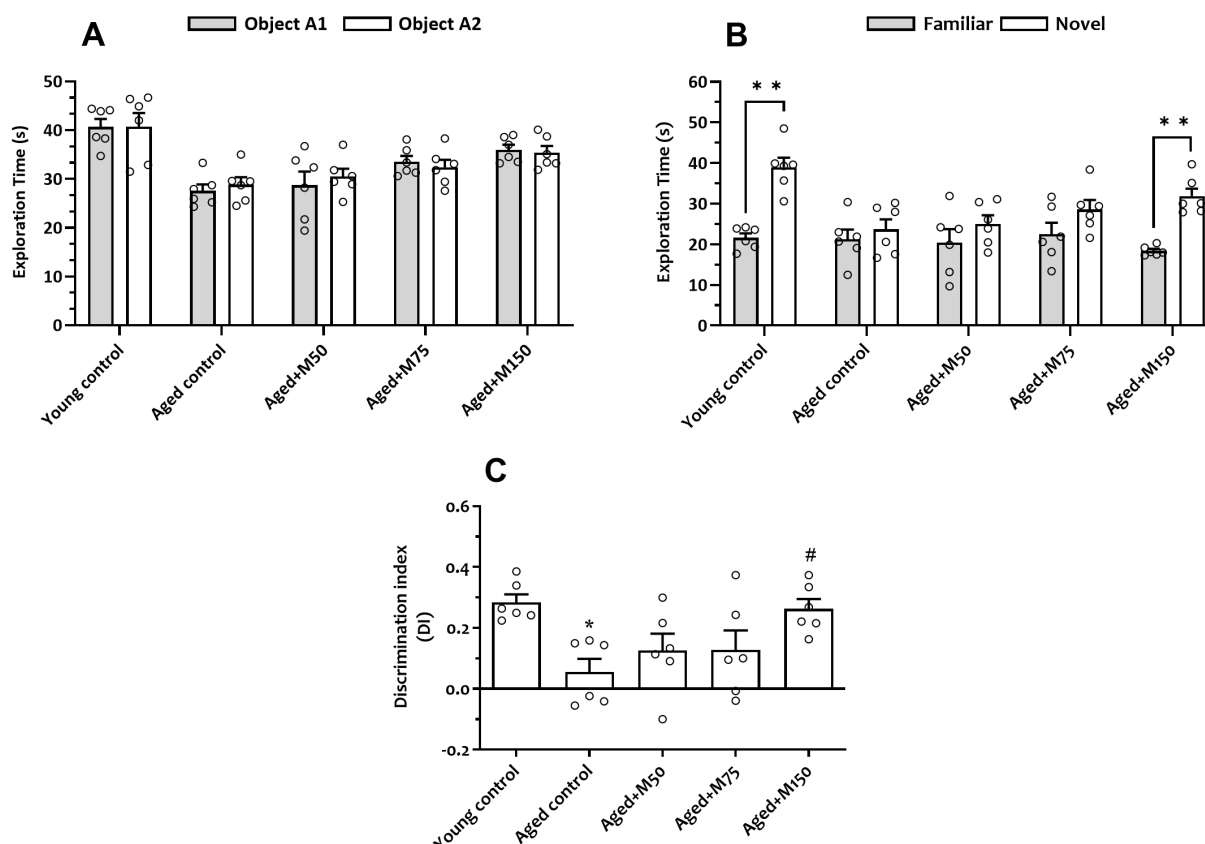 A
Object A1 Object A2
Exploration Time (s)
50
40
30
20
10
0
Young control
Aged control
Aged+M50
Aged+M75
Aged+M150
B
Familiar Novel
Exploration Time (s)
60
50
40
30
20
10
0
* *
* *
Young control
Aged control
Aged+M50
Aged+M75
Aged+M150
C
Discrimination index
(DI)
0.6
0.4
0.2
0.0
-0.2
*
#
Young control
Aged control
Aged+M50
Aged+M75
Aged+M150